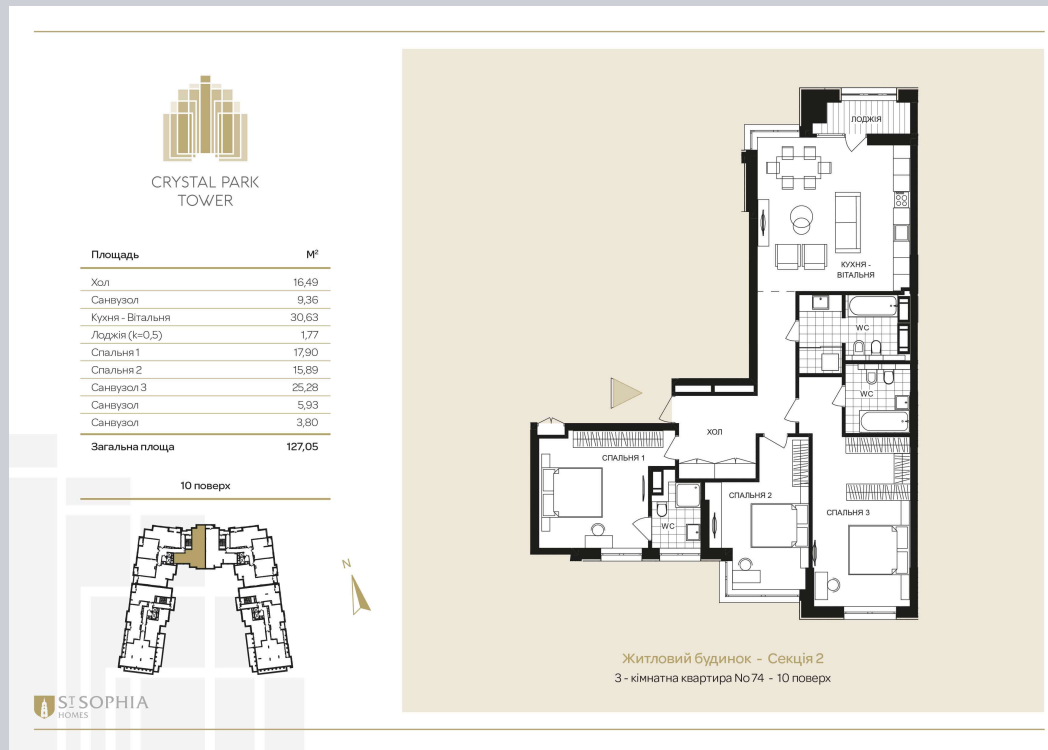 CRYSTAL PARK
TOWER
Площадь М²
Хол 16,49
Санвузол 9,36
Кухня - Вітальня 30,63
Лоджія (k=0,5) 1,77
Спальня 1 17,90
Спальня 2 15,89
Санвузол 3 25,28
Санвузол 5,93
Санвузол 3,80
Загальна площа 127,05
10 поверх
N
ST SOPHIA
HOMES
ЛОДЖІЯ
КУХНЯ -
ВІТАЛЬНЯ
WC
WC
ХОЛ
СПАЛЬНЯ 1
СПАЛЬНЯ 2
СПАЛЬНЯ 3
WC
Житловий будинок - Секція 2
3 - кімнатна квартира No 74 - 10 поверх